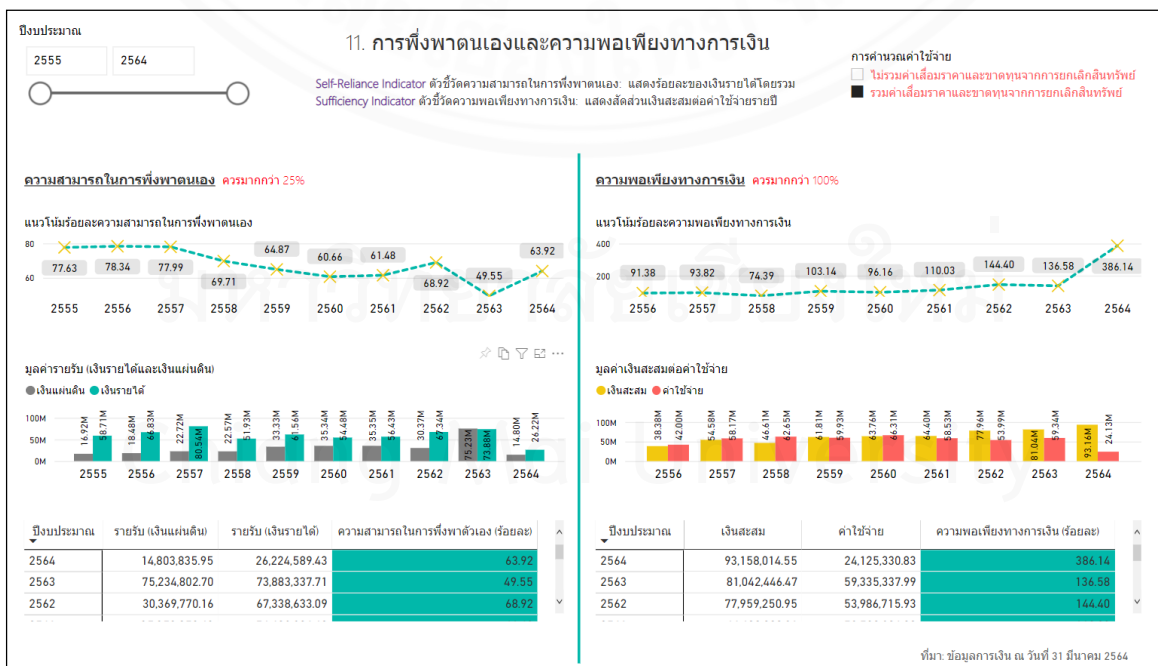 ปีงบประมาณ
2555 2564
11. การพึ่งพาตนเองและความพอเพียงทางการเงิน
Self-Reliance Indicator ตัวชี้วัดความสามารถในการพึ่งพาตนเอง: แสดงร้อยละของเงินรายได้โดยรวม
Sufficiency Indicator ตัวชี้วัดความพอเพียงทางการเงิน: แสดงสัดส่วนเงินสะสมต่อค่าใช้จ่ายรายปี
การคำนวณค่าใช้จ่าย
ไม่รวมค่าเสื่อมราคาและขาดทุนจากการยกเลิกสินทรัพย์
รวมค่าเสื่อมราคาและขาดทุนจากการยกเลิกสินทรัพย์
ความสามารถในการพึ่งพาตนเอง ควรมากกว่า 25%
แนวโน้มร้อยละความสามารถในการพึ่งพาตนเอง
80
60
77.63 78.34 77.99 69.71 64.87 60.66 61.48 68.92 49.55 63.92
2555 2556 2557 2558 2559 2560 2561 2562 2563 2564
มูลค่ารายรับ (เงินรายได้และเงินแผ่นดิน)
เงินแผ่นดิน เงินรายได้
100M
50M
0M
16.92M 58.71M 18.48M 66.83M 22.72M 80.54M 22.57M 51.93M 33.33M 61.56M 35.34M 54.48M 35.35M 56.43M 30.37M 67.34M 75.23M 73.88M 14.80M 26.22M
2555 2556 2557 2558 2559 2560 2561 2562 2563 2564
ปีงบประมาณ รายรับ (เงินแผ่นดิน) รายรับ (เงินรายได้) ความสามารถในการพึ่งพาตัวเอง (ร้อยละ)
2564 14,803,835.95 26,224,589.43 63.92
2563 75,234,802.70 73,883,337.71 49.55
2562 30,369,770.16 67,338,633.09 68.92
ความพอเพียงทางการเงิน ควรมากกว่า 100%
แนวโน้มร้อยละความพอเพียงทางการเงิน
400
200
91.38 93.82 74.39 103.14 96.16 110.03 144.40 136.58 386.14
2556 2557 2558 2559 2560 2561 2562 2563 2564
มูลค่าเงินสะสมต่อค่าใช้จ่าย
เงินสะสม ค่าใช้จ่าย
100M
50M
0M
38.38M 42.00M 54.58M 58.17M 46.61M 62.65M 61.81M 59.93M 63.76M 66.31M 64.40M 58.53M 77.96M 53.99M 81.04M 59.34M 93.16M 24.13M
2556 2557 2558 2559 2560 2561 2562 2563 2564
ปีงบประมาณ เงินสะสม ค่าใช้จ่าย ความพอเพียงทางการเงิน (ร้อยละ)
2564 93,158,014.55 24,125,330.83 386.14
2563 81,042,446.47 59,335,337.99 136.58
2562 77,959,250.95 53,986,715.93 144.40
ที่มา: ข้อมูลการเงิน ณ วันที่ 31 มีนาคม 2564